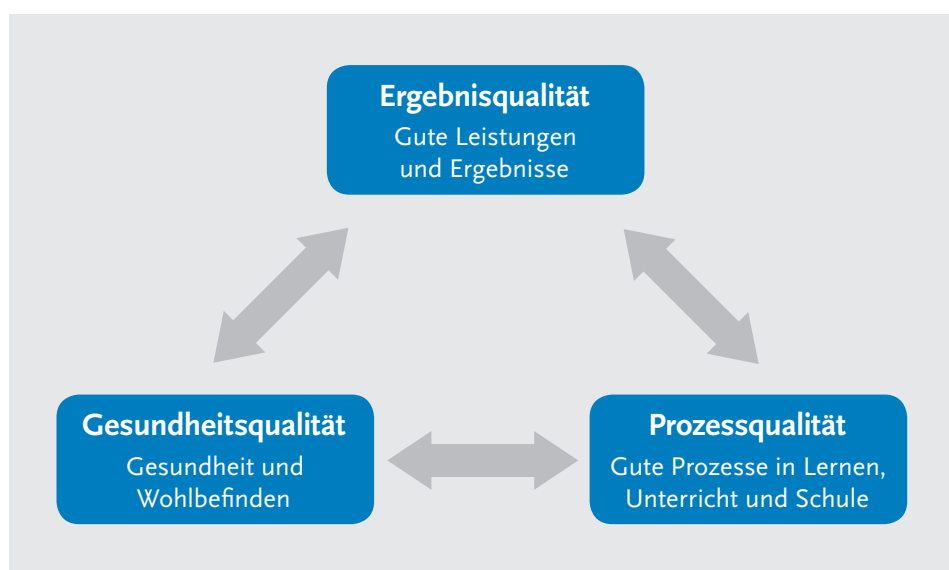 Ergebnisqualität
Gute Leistungen
und Ergebnisse
Gesundheitsqualität
Gesundheit und
Wohlbefinden
Prozessqualität
Gute Prozesse in Lernen,
Unterricht und Schule